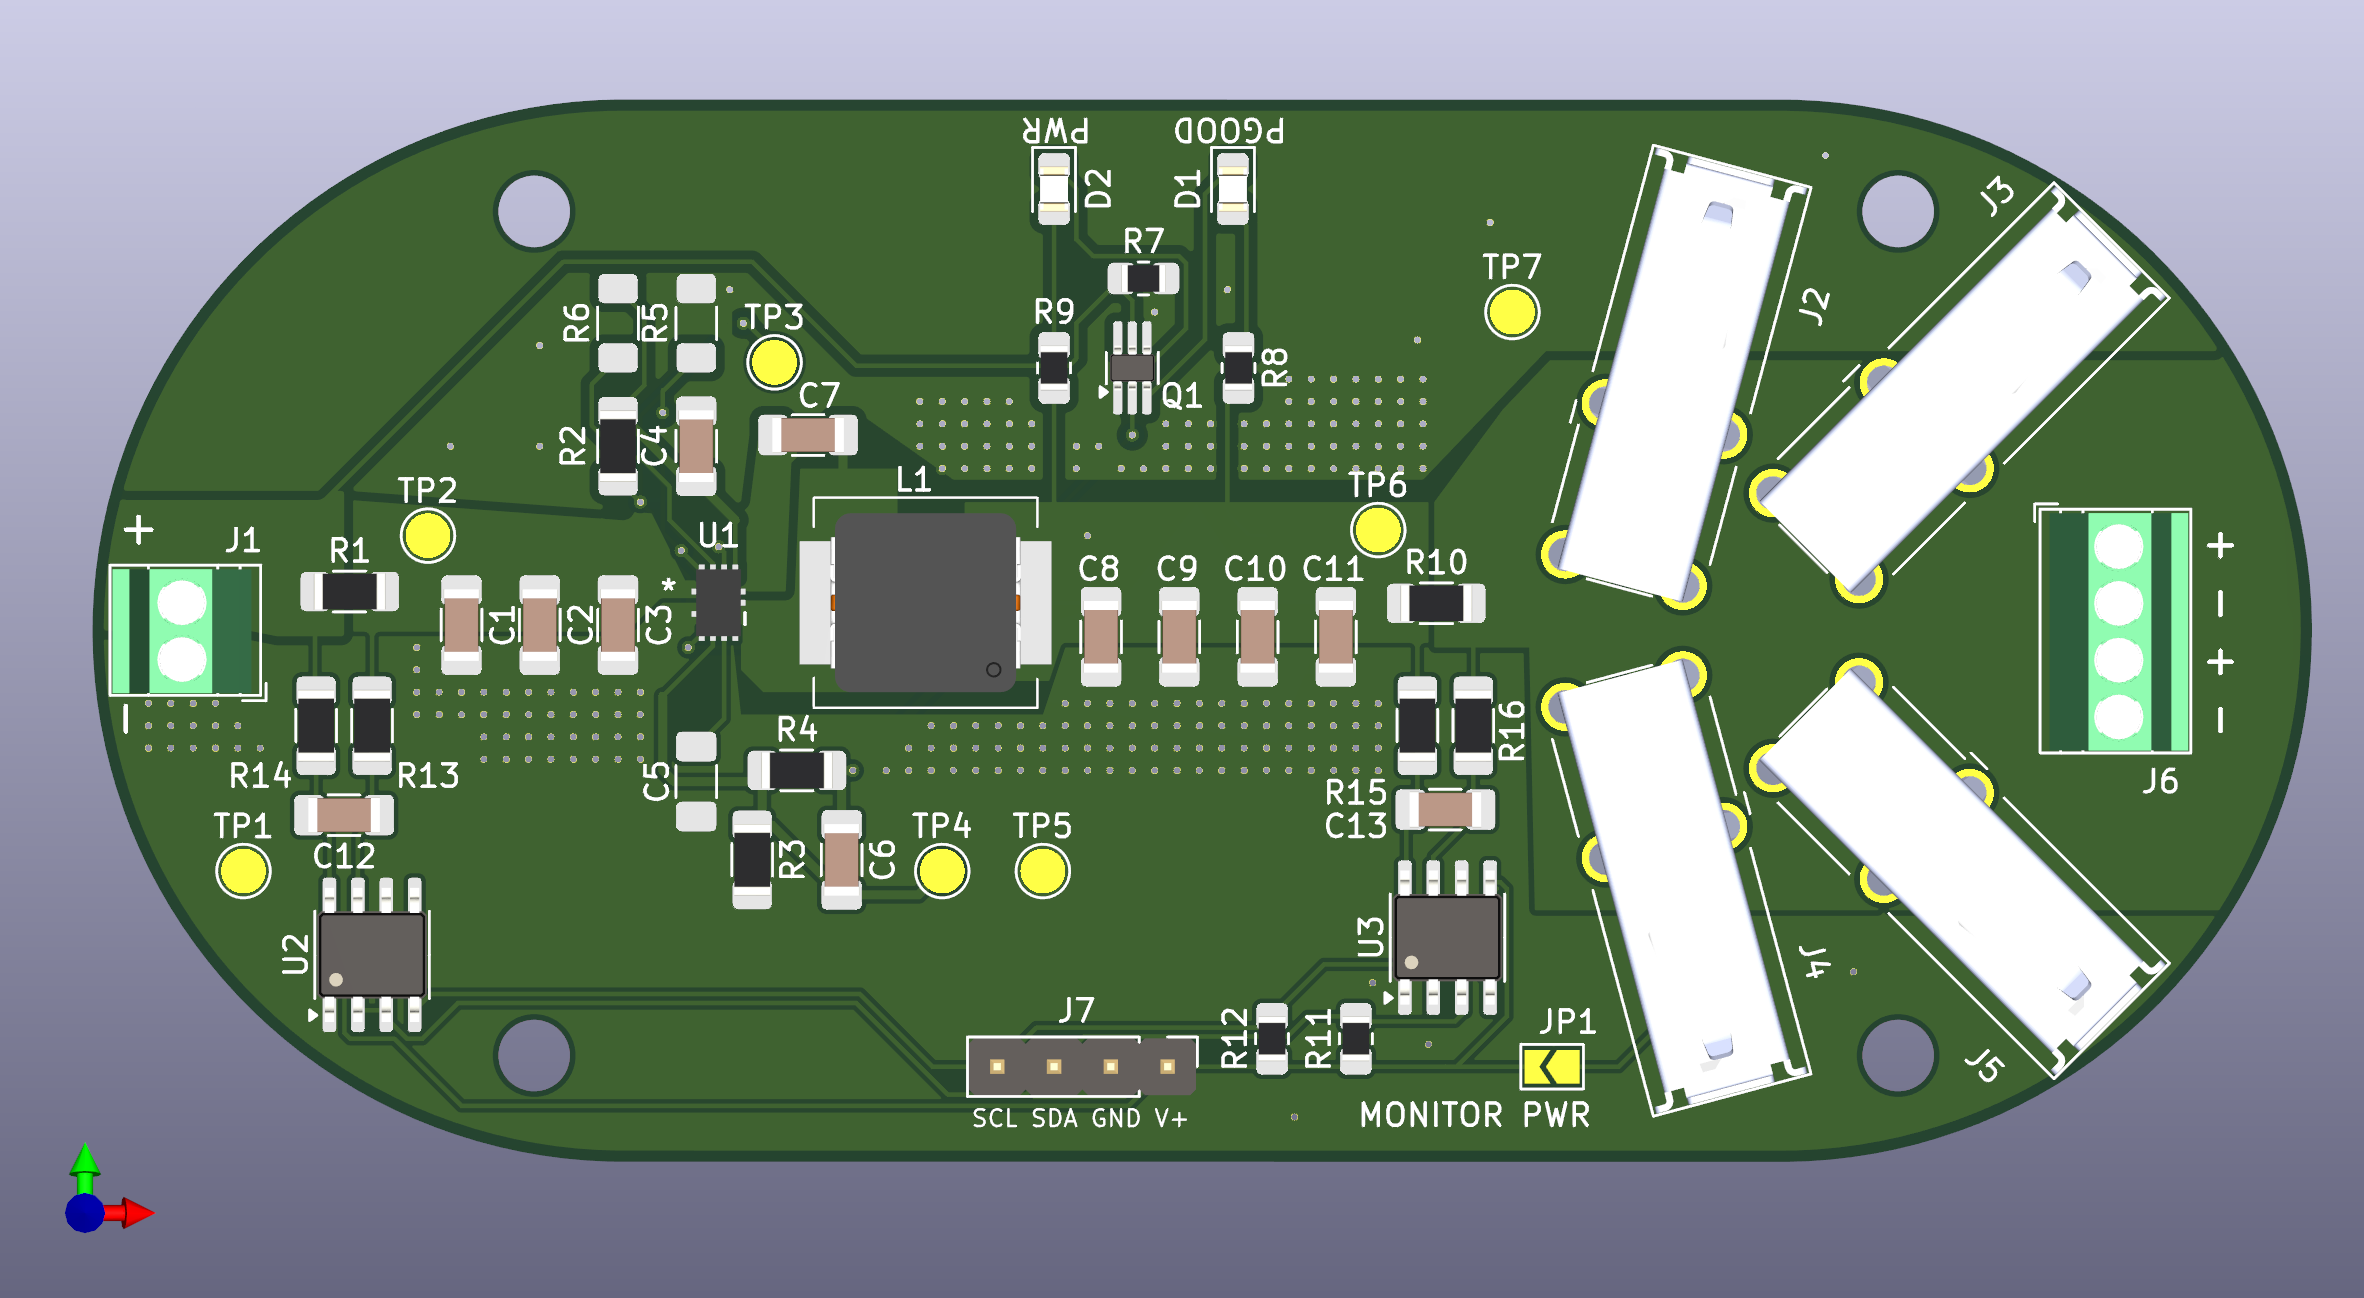 PWR PGOOD
D2 D1
J3
R7
TP7
J2
R6 R5 TP3 R9 R8
C7 Q1
R2 C4
L1
TP2 TP6
+ J1 R1 U1 +
C8 C9 C10 C11 R10
*
C1 C2 C3 -
+
- R4 R16 -
R14 R13 C5 J6
R15
TP1 TP4 TP5 C13
C12 R3 C6
U2 U3 J4
J7 JP1
R12 R11 J5
SCL SDA GND V+ MONITOR PWR